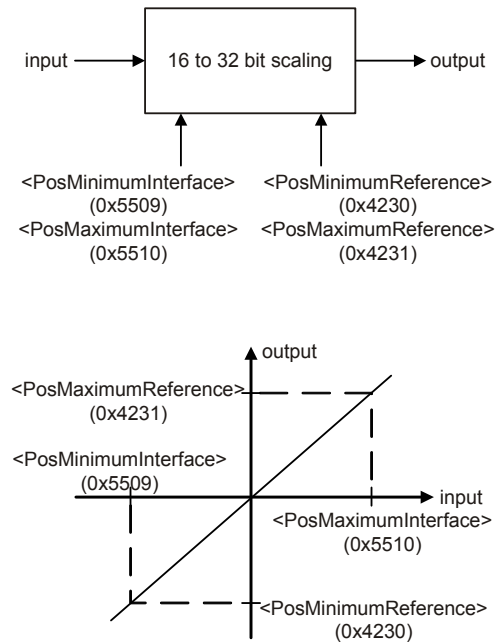 input
16 to 32 bit scaling
output
<PosMinimumInterface>
(0x5509)
<PosMaximumInterface>
(0x5510)
<PosMinimumReference>
(0x4230)
<PosMaximumReference>
(0x4231)
output
<PosMaximumReference>
(0x4231)
<PosMinimumInterface>
(0x5509)
input
<PosMaximumInterface>
(0x5510)
<PosMinimumReference>
(0x4230)